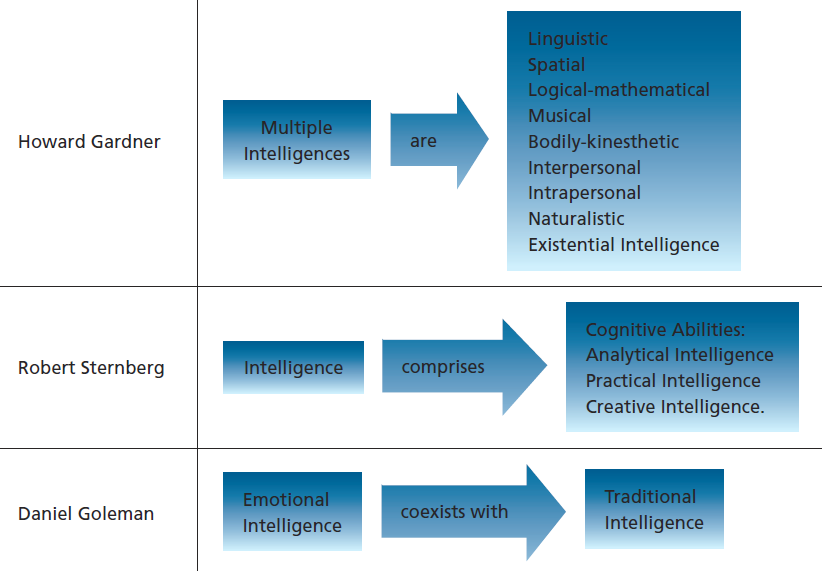 Howard Gardner
Multiple
Intelligences
are
Linguistic
Spatial
Logical-mathematical
Musical
Bodily-kinesthetic
Interpersonal
Intrapersonal
Naturalistic
Existential Intelligence
Robert Sternberg
Intelligence
comprises
Cognitive Abilities:
Analytical Intelligence
Practical Intelligence
Creative Intelligence.
Daniel Goleman
Emotional
Intelligence
coexists with
Traditional
Intelligence